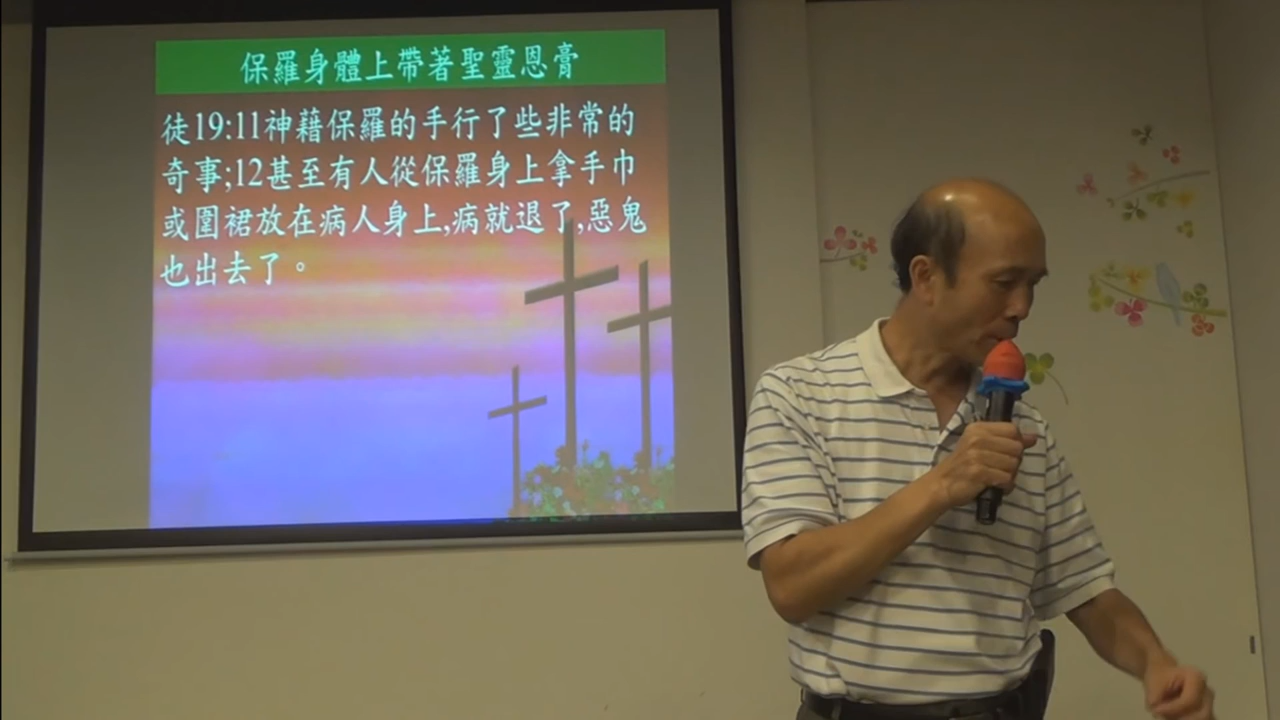 保羅身體上帶著聖靈恩膏
徒19:11神藉保羅的手行了些非常的
奇事;12甚至有人從保羅身上拿手巾
或圍裙放在病人身上,病就退了,惡鬼
也出去了。